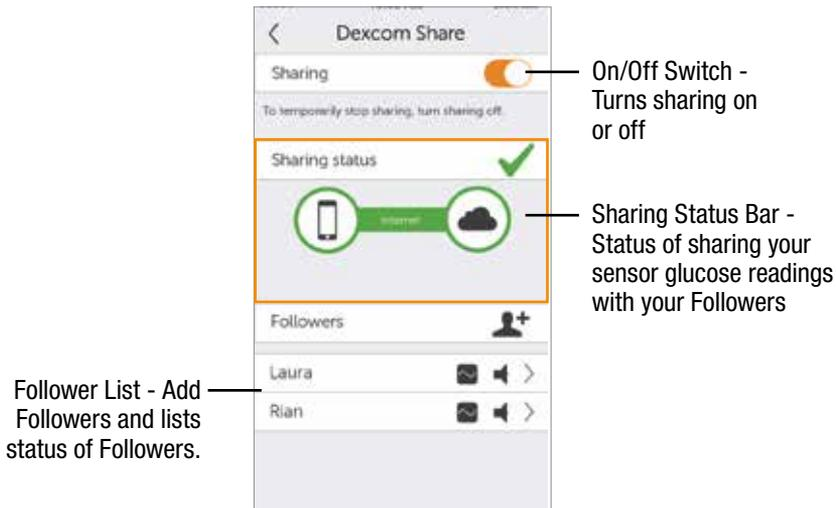 Dexcom Share
Sharing
To temporarily stop sharing, turn sharing off.
Sharing status
Internet
Followers
Laura
Rian
On/Off Switch -
Turns sharing on
or off
Sharing Status Bar -
Status of sharing your
sensor glucose readings
with your Followers
Follower List - Add
Followers and lists
status of Followers.